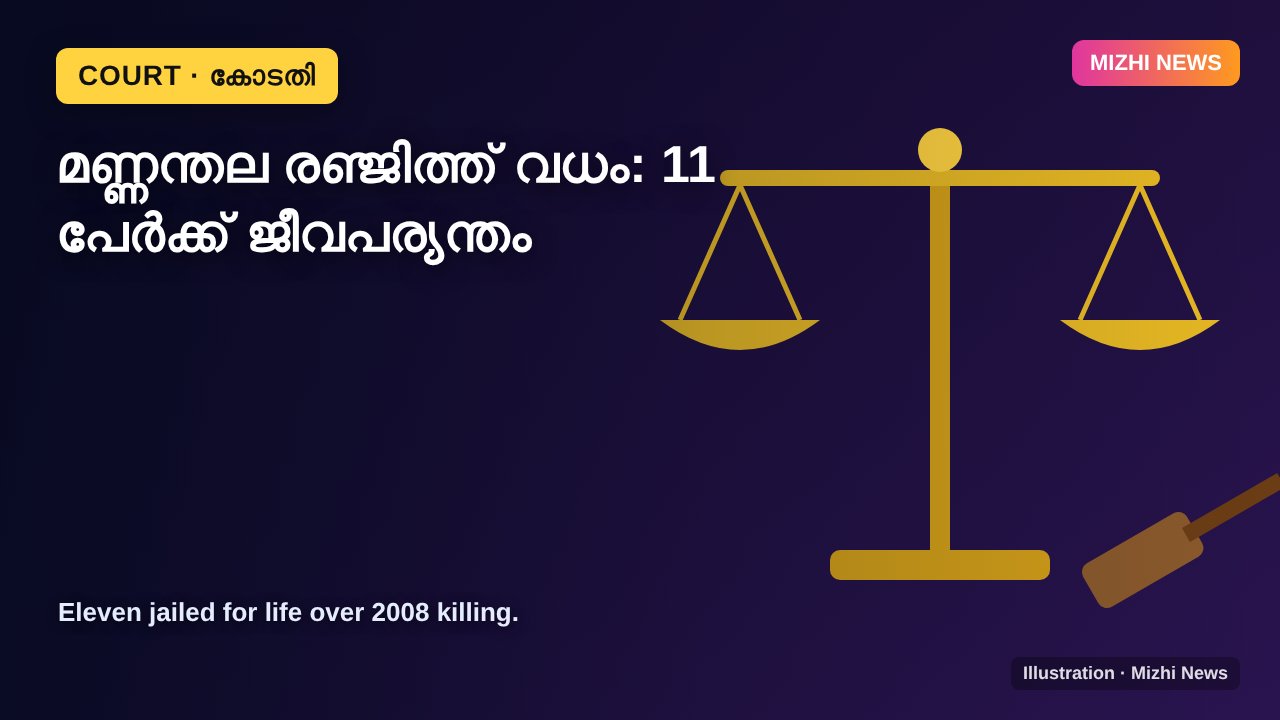 COURT · കോടതി
MIZHI NEWS
മണ്ണന്തല രഞ്ജിത്ത് വധം: 11
പേർക്ക് ജീവപര്യന്തം
Eleven jailed for life over 2008 killing.
Illustration · Mizhi News